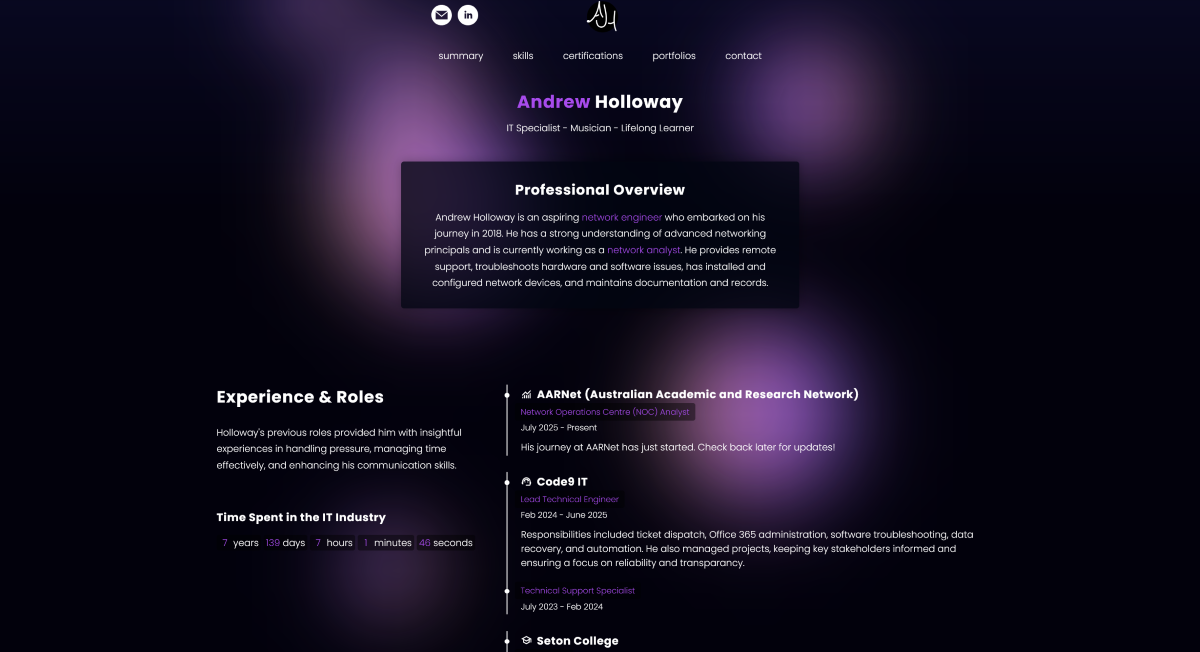 in
AJH
summary skills certifications portfolios contact
Andrew Holloway
IT Specialist - Musician - Lifelong Learner
Professional Overview
Andrew Holloway is an aspiring network engineer who embarked on his
journey in 2018. He has a strong understanding of advanced networking
principals and is currently working as a network analyst. He provides remote
support, troubleshoots hardware and software issues, has installed and
configured network devices, and maintains documentation and records.
Experience & Roles
Holloway's previous roles provided him with insightful
experiences in handling pressure, managing time
effectively, and enhancing his communication skills.
Time Spent in the IT Industry
7 years 139 days 7 hours 1 minutes 46 seconds
AARNet (Australian Academic and Research Network)
Network Operations Centre (NOC) Analyst
July 2025 - Present
His journey at AARNet has just started. Check back later for updates!
Code9 IT
Lead Technical Engineer
Feb 2024 - June 2025
Responsibilities included ticket dispatch, Office 365 administration, software troubleshooting, data
recovery, and automation. He also managed projects, keeping key stakeholders informed and
ensuring a focus on reliability and transparancy.
Technical Support Specialist
July 2023 - Feb 2024
Seton College